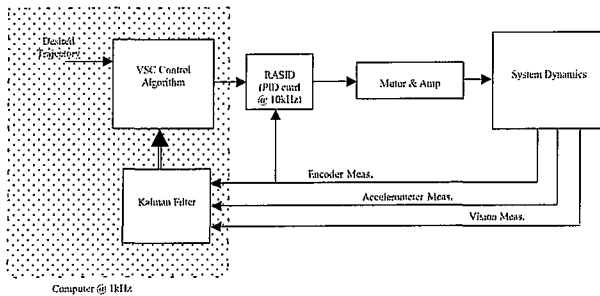 Desired
Trajectory
VSC Control
Algorithm
RASID
(PID card
@ 10kHz)
Motor & Amp
System Dynamics
Encoder Meas.
Kalman Filter
Accelerometer Meas.
Vision Meas.
Computer @ 1kHz